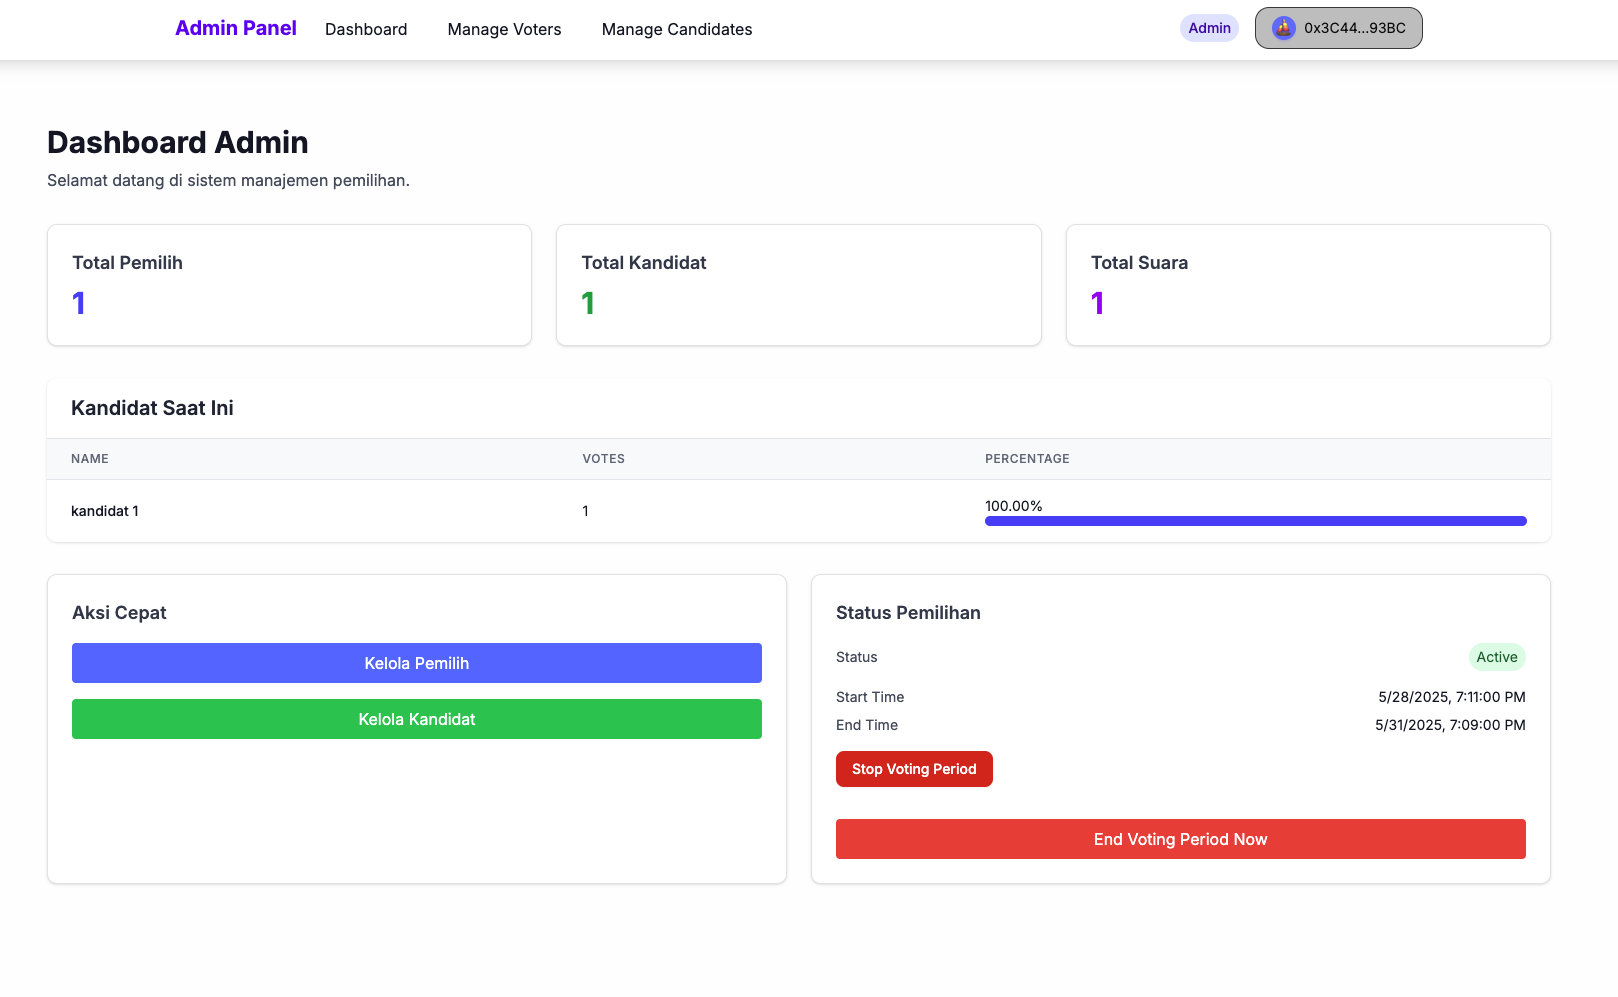 Admin Panel Dashboard Manage Voters Manage Candidates Admin 0x3C44...93BC
Dashboard Admin
Selamat datang di sistem manajemen pemilihan.
Total Pemilih
1
Total Kandidat
1
Total Suara
1
Kandidat Saat Ini
NAME VOTES PERCENTAGE
kandidat 1 1 100.00%
Aksi Cepat
Kelola Pemilih
Kelola Kandidat
Status Pemilihan
Status Active
Start Time 5/28/2025, 7:11:00 PM
End Time 5/31/2025, 7:09:00 PM
Stop Voting Period
End Voting Period Now